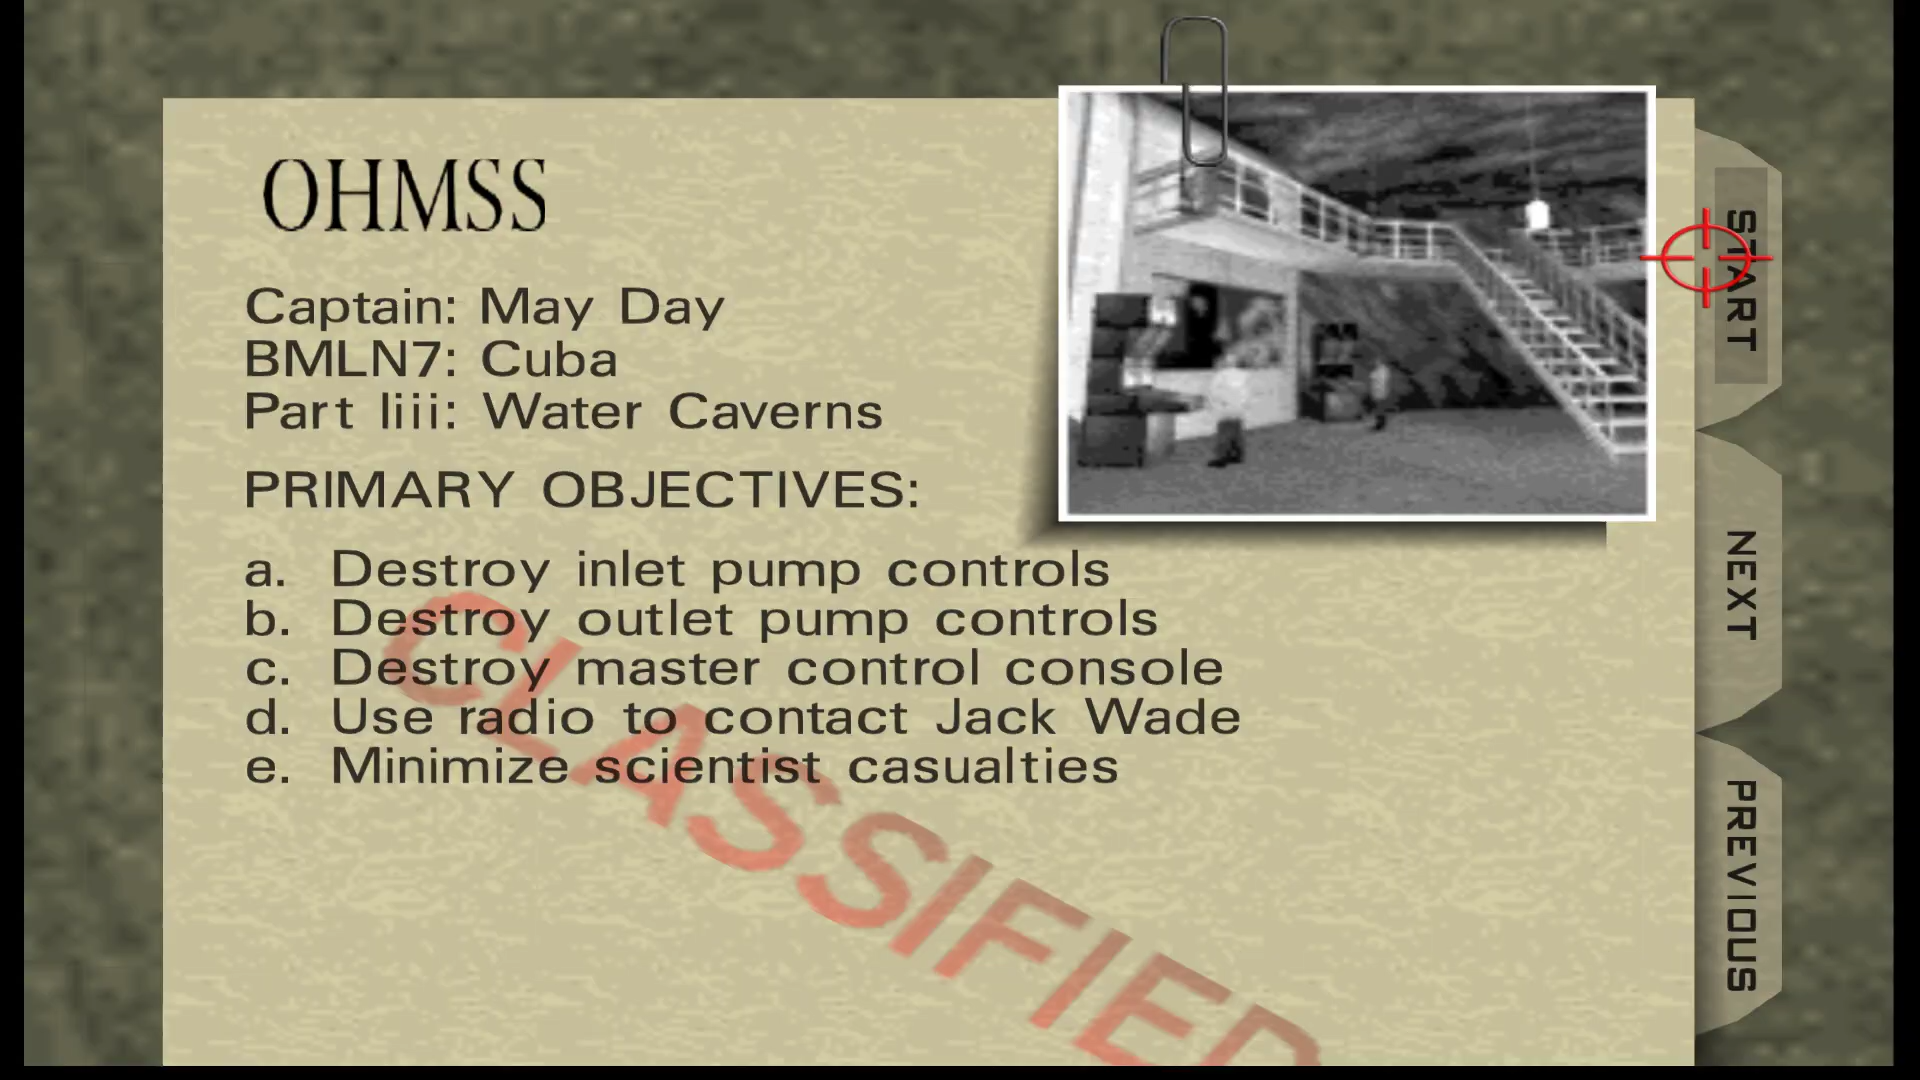 OHMSS
Captain: May Day
BMLN7: Cuba
Part liii: Water Caverns
PRIMARY OBJECTIVES:
a. Destroy inlet pump controls
b. Destroy outlet pump controls
c. Destroy master control console
d. Use radio to contact Jack Wade
e. Minimize scientist casualties
CLASSIFIED
START
NEXT
PREVIOUS